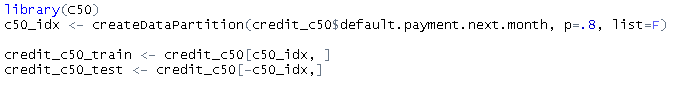 library(C50)
c50_idx <- createDataPartition(credit_c50$default.payment.next.month, p=.8, list=F)
credit_c50_train <- credit_c50[c50_idx, ]
credit_c50_test <- credit_c50[-c50_idx,]